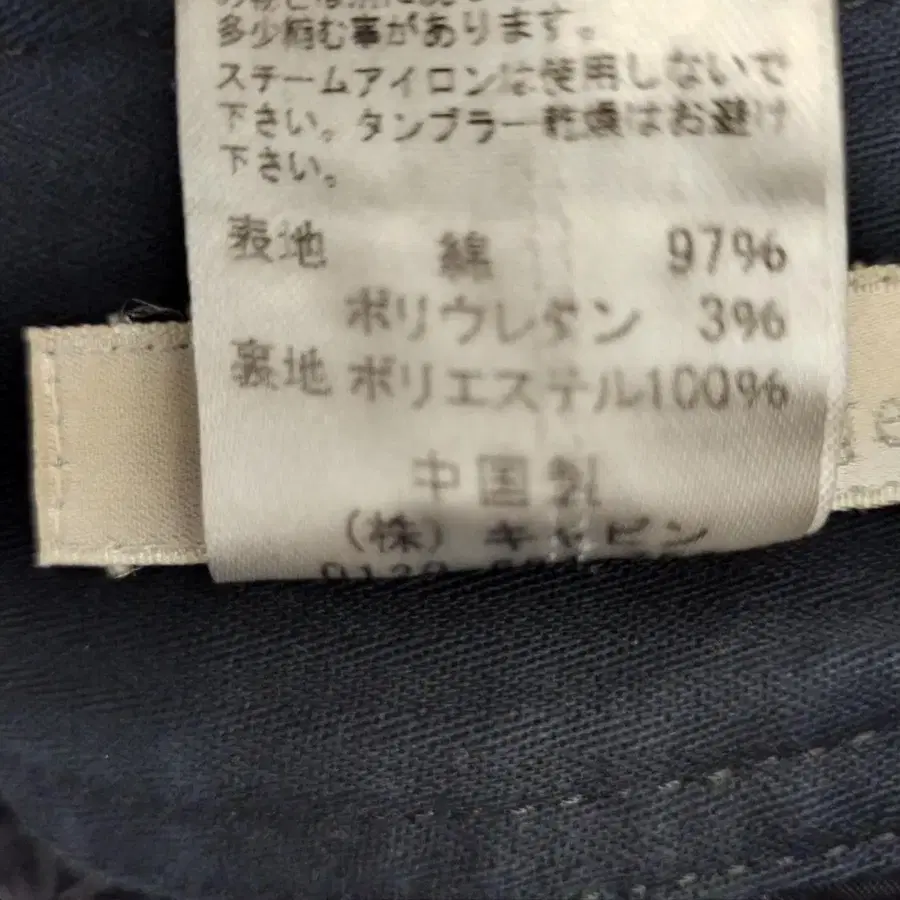 多少縮む事があります。
スチームアイロンは使用しないで
下さい。タンブラー乾燥はお避け
下さい。
表地 綿 97%
ポリウレタン 3%
裏地 ポリエステル100%
中国製
(株) キャビン